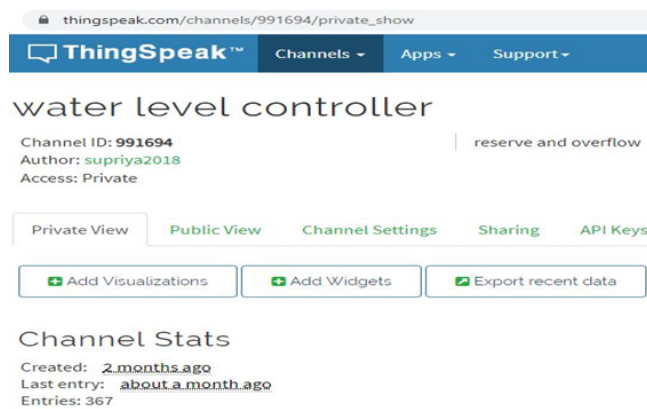 thingspeak.com/channels/991694/private_show
ThingSpeak™ Channels Apps Support
water level controller
Channel ID: 991694 reserve and overflow
Author: supriya2018
Access: Private
Private View Public View Channel Settings Sharing API Keys
Add Visualizations Add Widgets Export recent data
Channel Stats
Created: 2 months ago
Last entry: about a month ago
Entries: 367